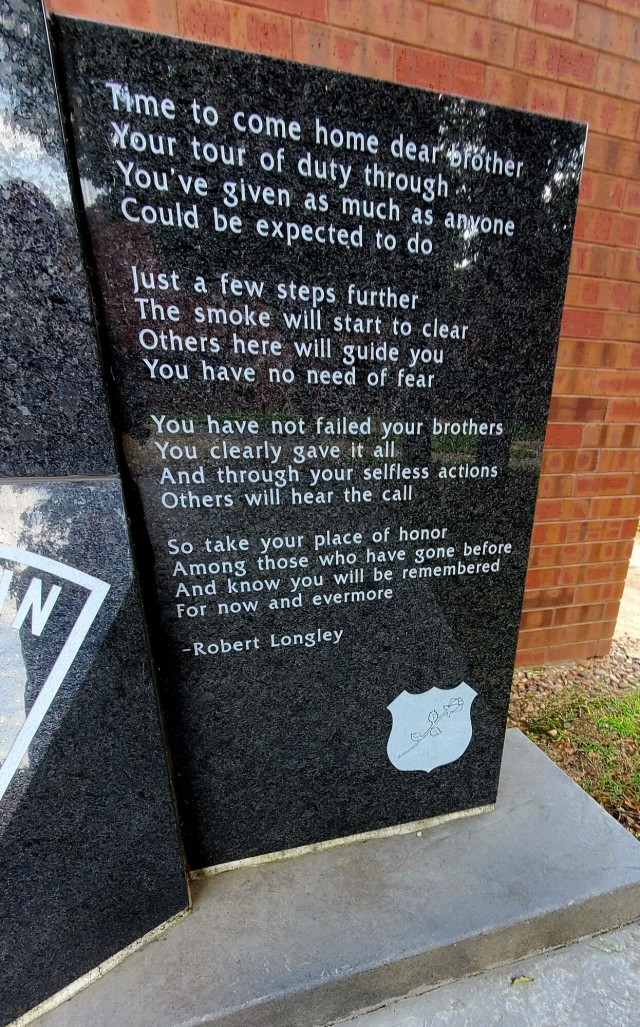 Time to come home dear brother
Your tour of duty through
You've given as much as anyone
Could be expected to do
Just a few steps further
The smoke will start to clear
Others here will guide you
You have no need of fear
You have not failed your brothers
You clearly gave it all
And through your selfless actions
Others will hear the call
So take your place of honor
Among those who have gone before
And know you will be remembered
For now and evermore
-Robert Longley
IN